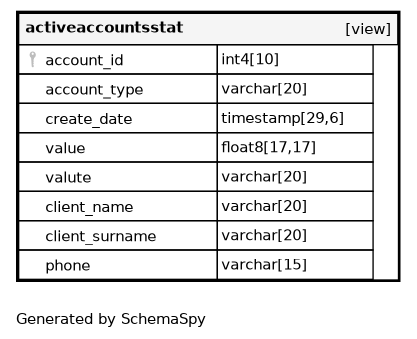 activeaccountsstat [view]
account_id int4[10]
account_type varchar[20]
create_date timestamp[29,6]
value float8[17,17]
valute varchar[20]
client_name varchar[20]
client_surname varchar[20]
phone varchar[15]
Generated by SchemaSpy